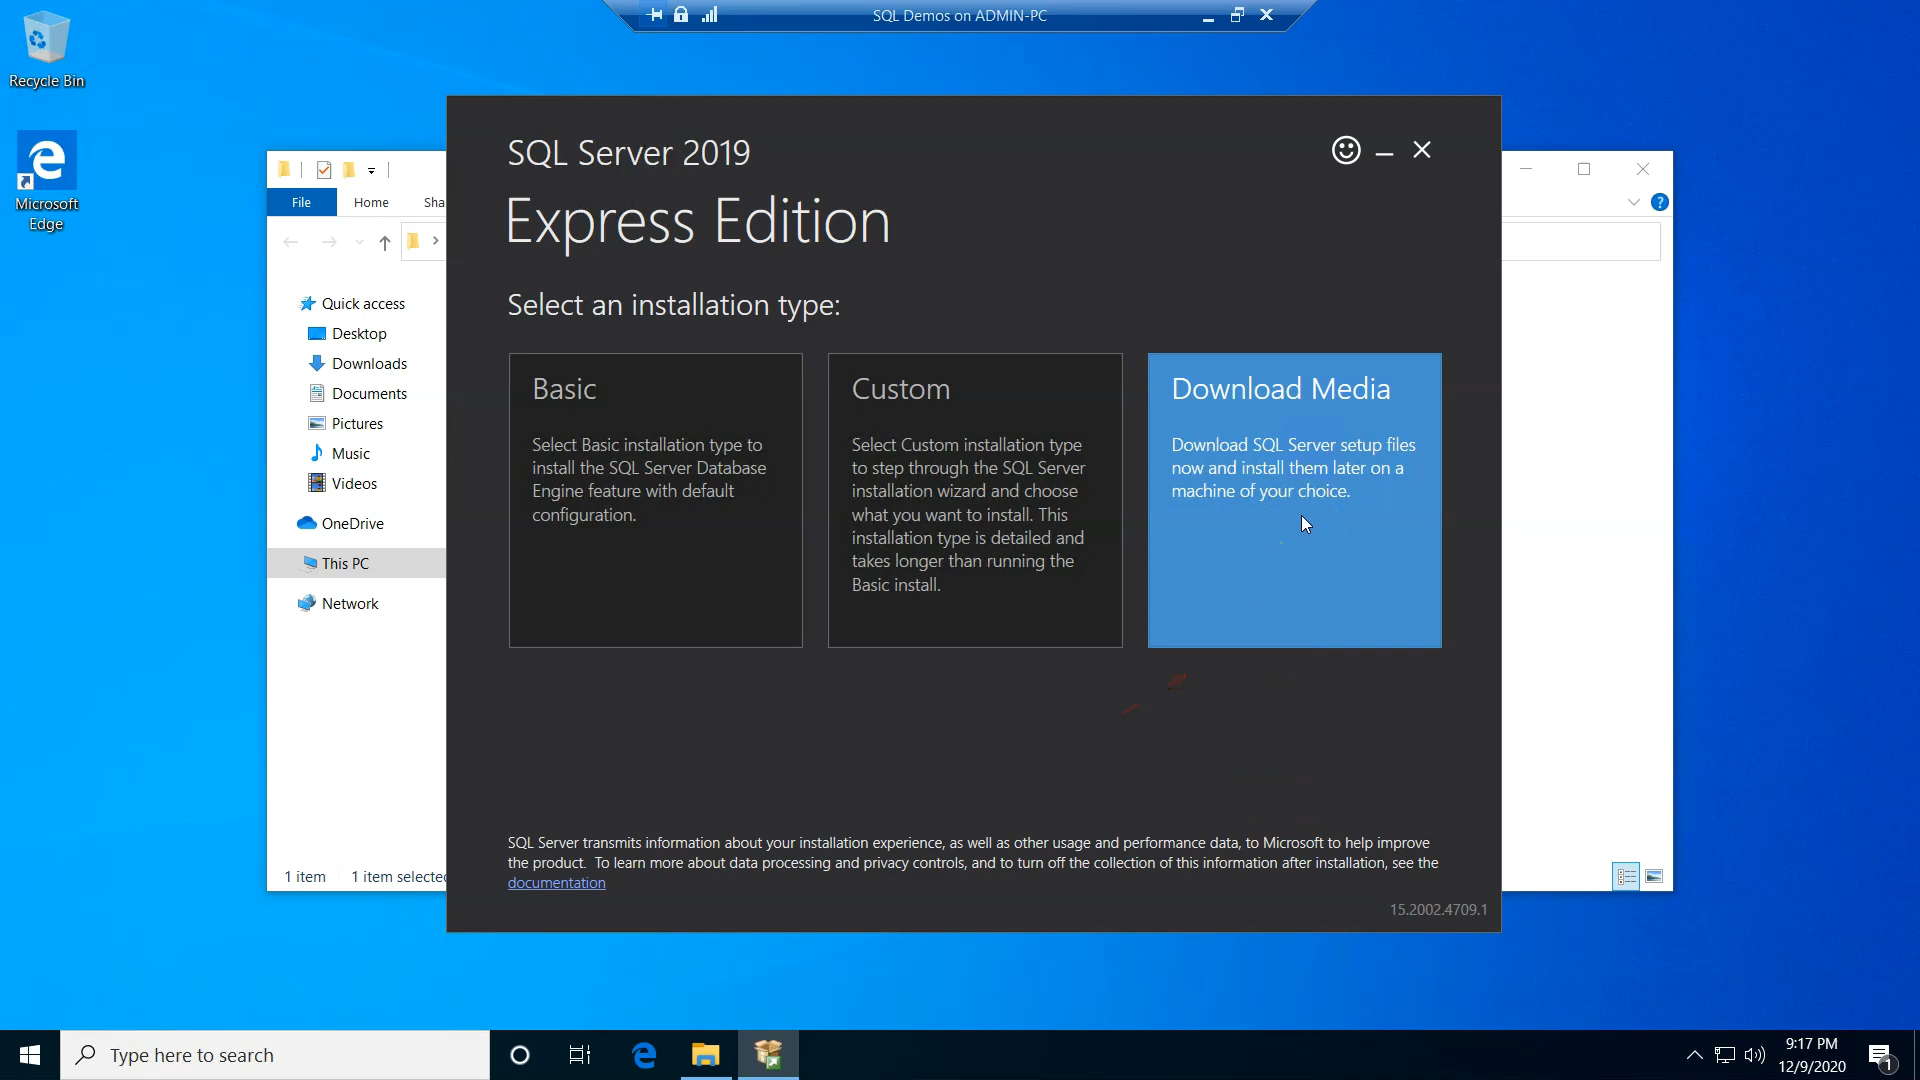 SQL Demos on ADMIN-PC
Recycle Bin
Microsoft
Edge
File
Home
Sha
Quick access
Desktop
Downloads
Documents
Pictures
Music
Videos
OneDrive
This PC
Network
1 item
1 item selected
SQL Server 2019
Express Edition
Select an installation type:
Basic
Select Basic installation type to
install the SQL Server Database
Engine feature with default
configuration.
Custom
Select Custom installation type
to step through the SQL Server
installation wizard and choose
what you want to install. This
installation type is detailed and
takes longer than running the
Basic install.
Download Media
Download SQL Server setup files
now and install them later on a
machine of your choice.
SQL Server transmits information about your installation experience, as well as other usage and performance data, to Microsoft to help improve
the product.  To learn more about data processing and privacy controls, and to turn off the collection of this information after installation, see the
documentation
15.2002.4709.1
Type here to search
9:17 PM
12/9/2020
1